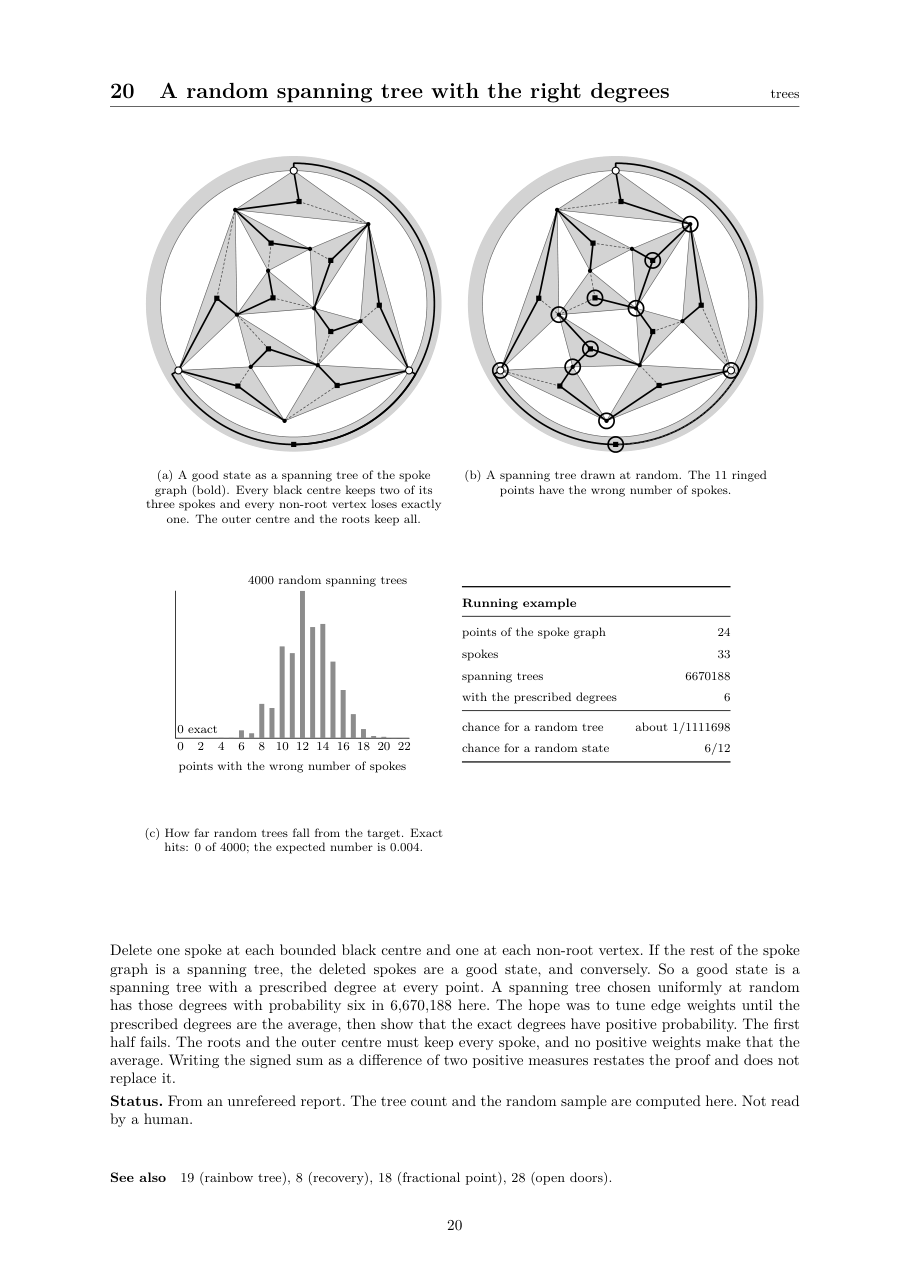 20 A random spanning tree with the right degrees trees
(a) A good state as a spanning tree of the spoke
graph (bold). Every black centre keeps two of its
three spokes and every non-root vertex loses exactly
one. The outer centre and the roots keep all.
(b) A spanning tree drawn at random. The 11 ringed
points have the wrong number of spokes.
4000 random spanning trees
0 exact
0 2 4 6 8 10 12 14 16 18 20 22
points with the wrong number of spokes
(c) How far random trees fall from the target. Exact
hits: 0 of 4000; the expected number is 0.004.
Running example
points of the spoke graph 24
spokes 33
spanning trees 6670188
with the prescribed degrees 6
chance for a random tree about 1/1111698
chance for a random state 6/12
Delete one spoke at each bounded black centre and one at each non-root vertex. If the rest of the spoke
graph is a spanning tree, the deleted spokes are a good state, and conversely. So a good state is a
spanning tree with a prescribed degree at every point. A spanning tree chosen uniformly at random
has those degrees with probability six in 6,670,188 here. The hope was to tune edge weights until the
prescribed degrees are the average, then show that the exact degrees have positive probability. The first
half fails. The roots and the outer centre must keep every spoke, and no positive weights make that the
average. Writing the signed sum as a difference of two positive measures restates the proof and does not
replace it.
Status. From an unrefereed report. The tree count and the random sample are computed here. Not read
by a human.
See also 19 (rainbow tree), 8 (recovery), 18 (fractional point), 28 (open doors).
20